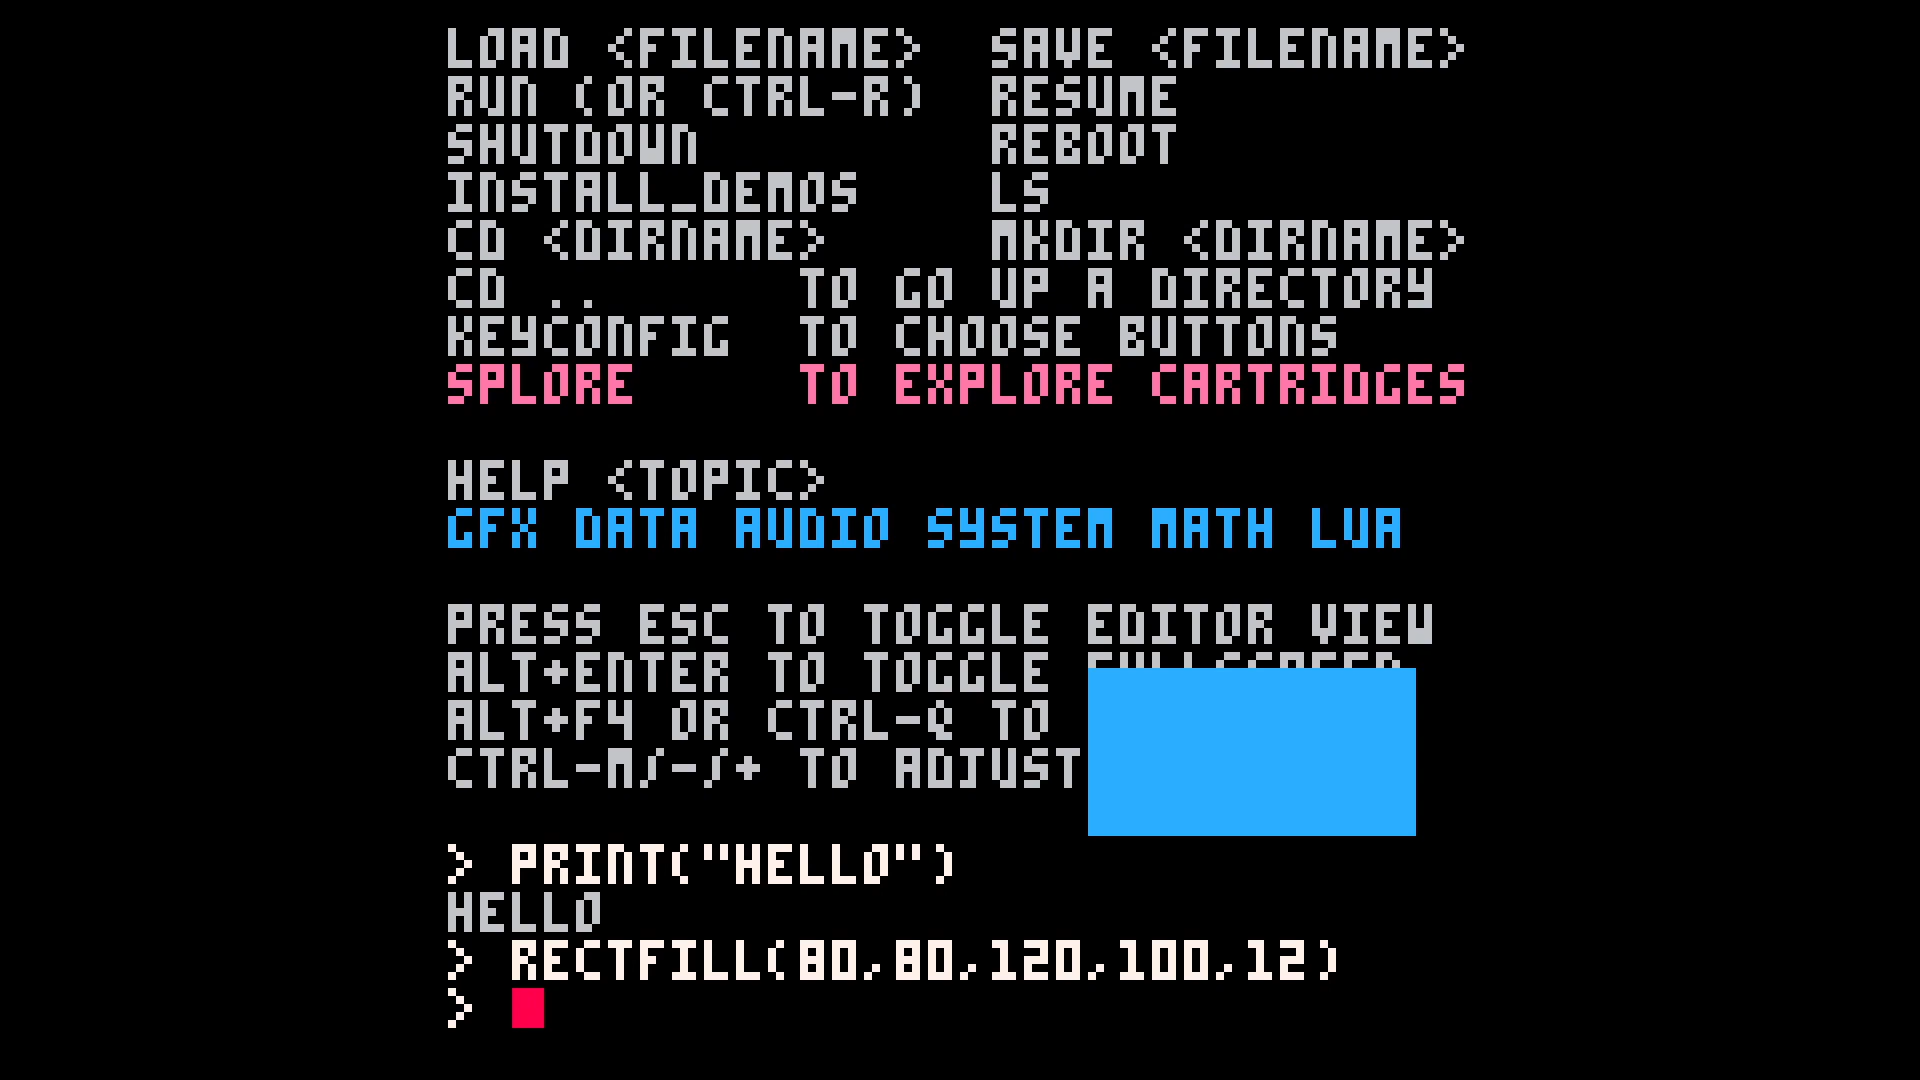 LOAD <FILENAME>  SAVE <FILENAME>
RUN (OR CTRL-R)  RESUME
SHUTDOWN         REBOOT
INSTALL_DEMOS    LS
CD <DIRNAME>     MKDIR <DIRNAME>
CD ..      TO GO UP A DIRECTORY
KEYCONFIG  TO CHOOSE BUTTONS
SPLORE     TO EXPLORE CARTRIDGES
HELP <TOPIC>
GFX DATA AUDIO SYSTEM MATH LUA
PRESS ESC TO TOGGLE EDITOR VIEW
ALT+ENTER TO TOGGLE
ALT+F4 OR CTRL-Q TO
CTRL-M/-/+ TO ADJUST
> PRINT("HELLO")
HELLO
> RECTFILL(80,80,120,100,12)
>